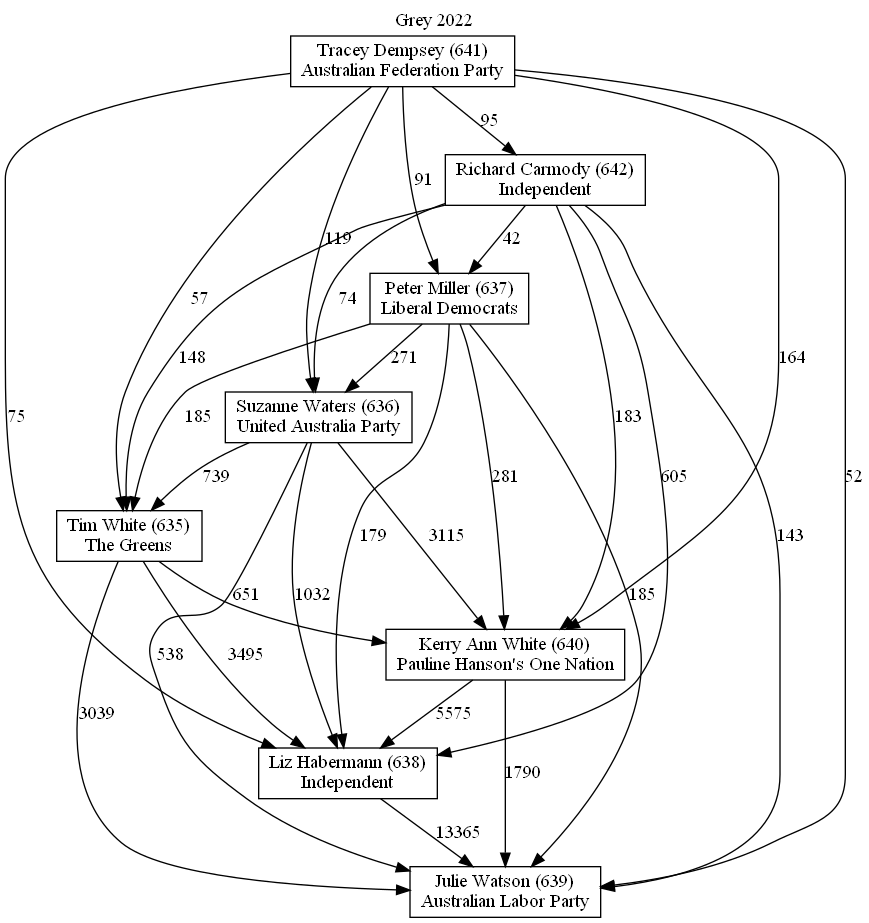 Grey 2022
Tracey Dempsey (641)
Australian Federation Party
95
Richard Carmody (642)
Independent
91
119
42
Peter Miller (637)
Liberal Democrats
57
74
148
271
164
185
183
75
Suzanne Waters (636)
United Australia Party
739
281
605
52
Tim White (635)
The Greens
3115
179
143
651
1032
185
Kerry Ann White (640)
Pauline Hanson's One Nation
538
3495
3039
5575
Liz Habermann (638)
Independent
1790
13365
Julie Watson (639)
Australian Labor Party